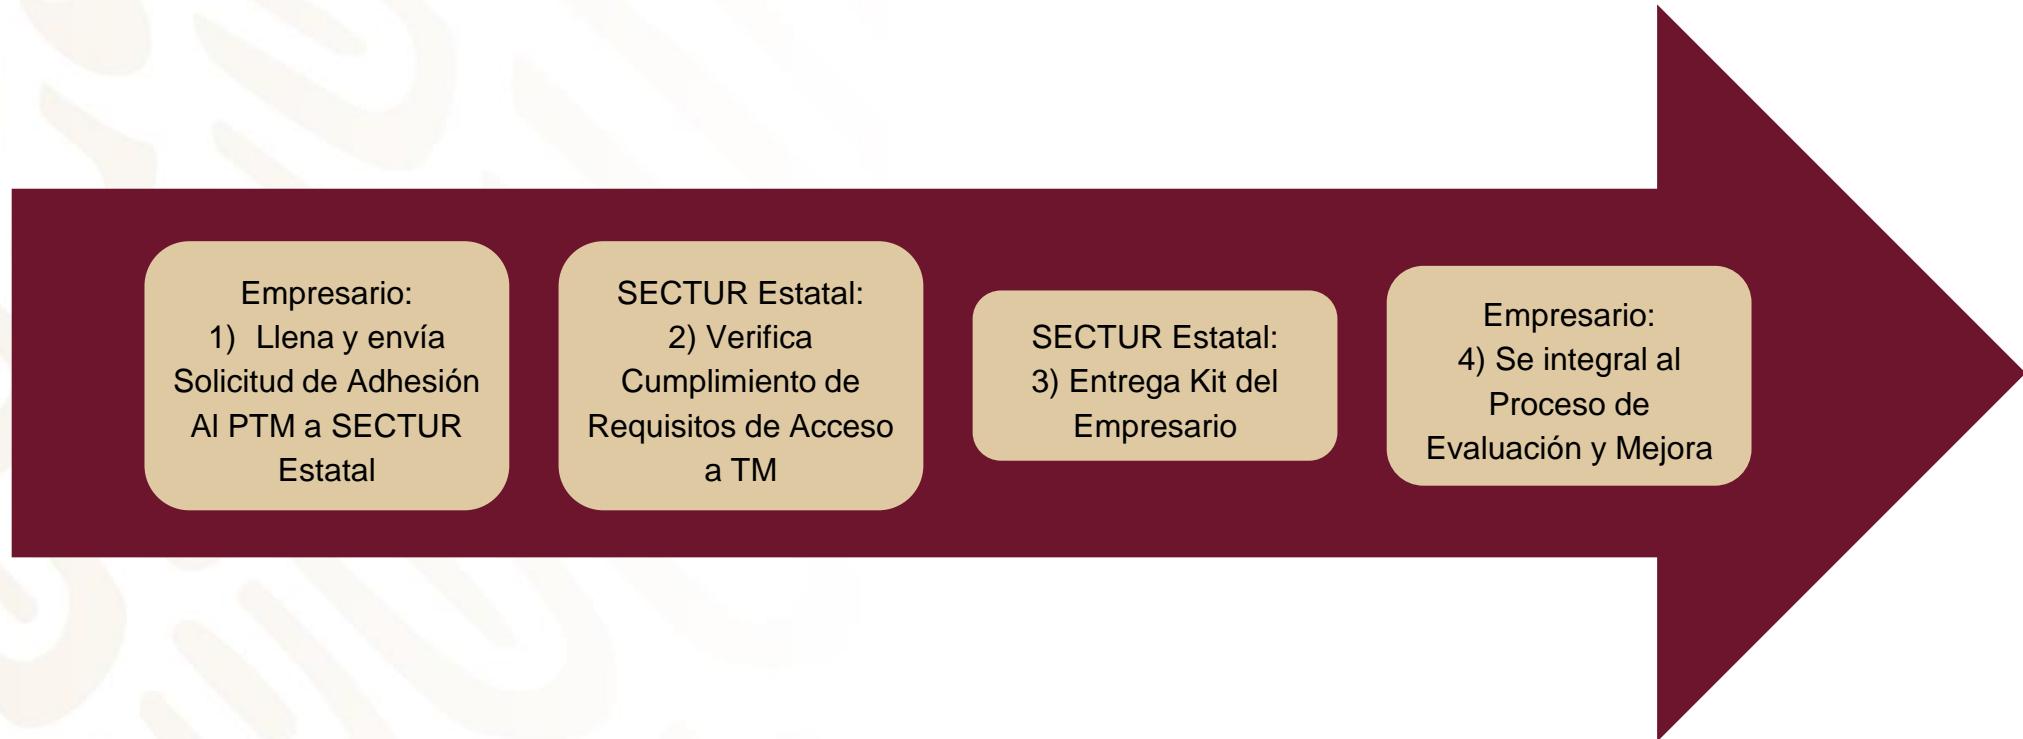 Empresario:
1) Llena y envía
Solicitud de Adhesión
Al PTM a SECTUR
Estatal
SECTUR Estatal:
2) Verifica
Cumplimiento de
Requisitos de Acceso
a TM
SECTUR Estatal:
3) Entrega Kit del
Empresario
Empresario:
4) Se integral al
Proceso de
Evaluación y Mejora